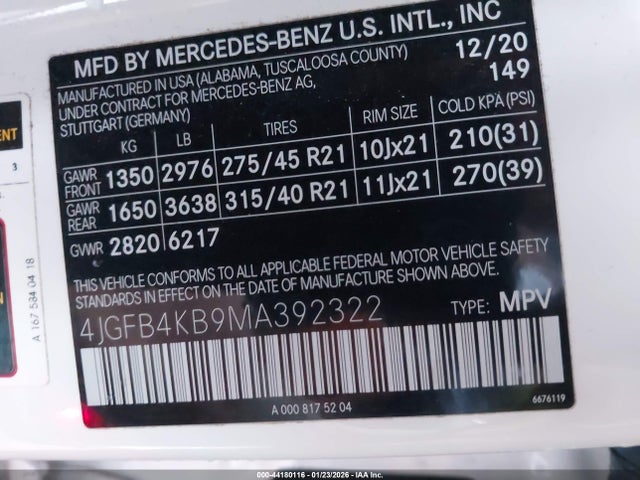 MFD BY MERCEDES-BENZ U.S. INTL., INC
MANUFACTURED IN USA (ALABAMA, TUSCALOOSA COUNTY) 12/20
UNDER CONTRACT FOR MERCEDES-BENZ AG, 149
STUTTGART (GERMANY)
KG LB TIRES RIM SIZE COLD KPA(PSI)
GAWR FRONT 1350 2976 275/45 R21 10Jx21 210(31)
GAWR REAR 1650 3638 315/40 R21 11Jx21 270(39)
GVWR 2820 6217
THIS VEHICLE CONFORMS TO ALL APPLICABLE FEDERAL MOTOR VEHICLE SAFETY
STANDARDS IN EFFECT ON THE DATE OF MANUFACTURE SHOWN ABOVE.
4JGFB4KB9MA392322 TYPE: MPV
A 000 817 52 04
6676119
3
A 167 584 04 18
000-44180116 - 01/23/2026 - IAA Inc.